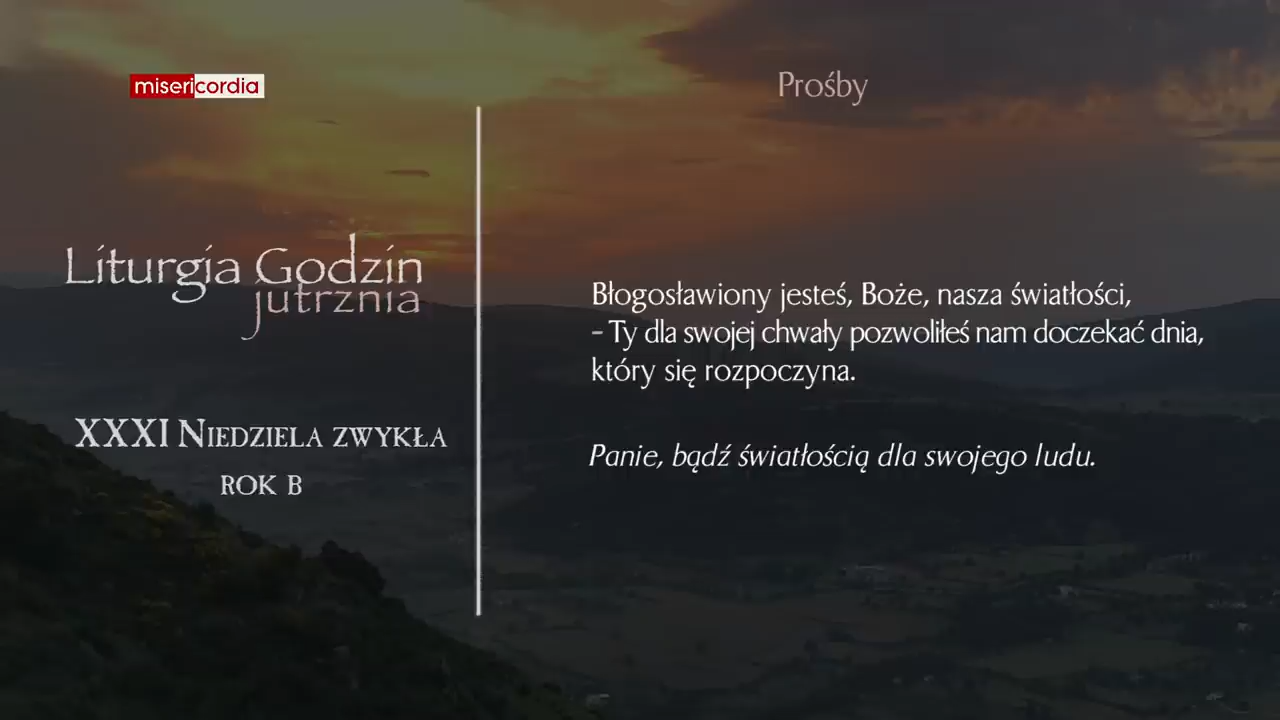 misericordia
Liturgia Godzin
jutrznia
XXXI Niedziela zwykła
rok B
Prośby
Błogosławiony jesteś, Boże, nasza światłości,
- Ty dla swojej chwały pozwoliłeś nam doczekać dnia,
który się rozpoczyna.
Panie, bądź światłością dla swojego ludu.